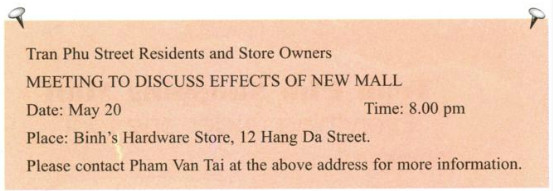 Tran Phu Street Residents and Store Owners
MEETING TO DISCUSS EFFECTS OF NEW MALL
Date: May 20 Time: 8.00 pm
Place: Binh's Hardware Store, 12 Hang Da Street.
Please contact Pham Van Tai at the above address for more information.